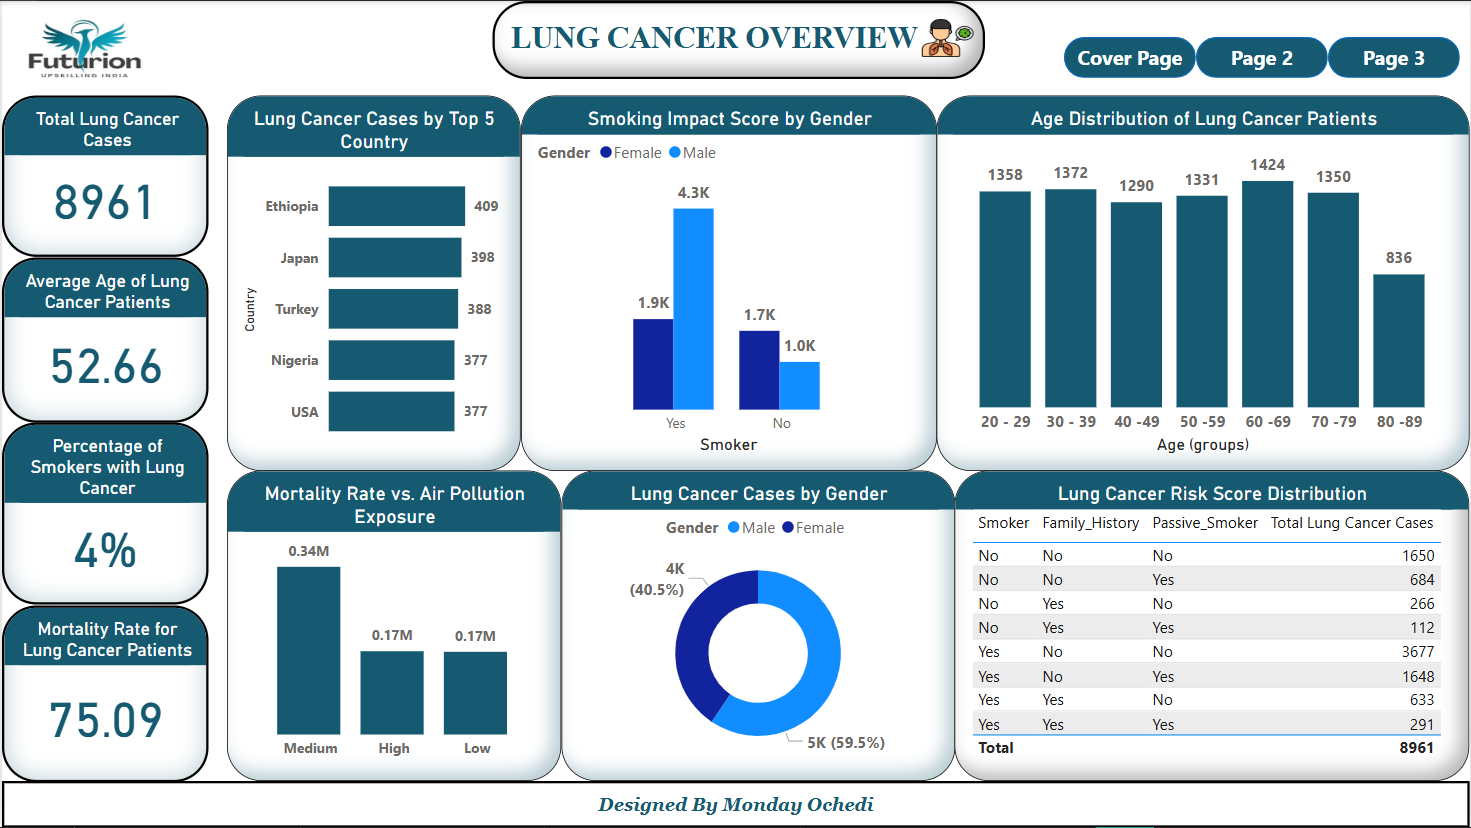 Futurion
UPSKILLING INDIA
LUNG CANCER OVERVIEW
Cover Page
Page 2
Page 3
Total Lung Cancer
Cases
8961
Average Age of Lung
Cancer Patients
52.66
Percentage of
Smokers with Lung
Cancer
4%
Mortality Rate for
Lung Cancer Patients
75.09
Lung Cancer Cases by Top 5
Country
Country
Ethiopia 409
Japan 398
Turkey 388
Nigeria 377
USA 377
Smoking Impact Score by Gender
Gender Female Male
4.3K
1.9K
1.7K
1.0K
Yes No
Smoker
Age Distribution of Lung Cancer Patients
1358 1372 1290 1331 1424 1350 836
20 - 29 30 - 39 40 -49 50 -59 60 -69 70 -79 80 -89
Age (groups)
Mortality Rate vs. Air Pollution
Exposure
0.34M
0.17M 0.17M
Medium High Low
Lung Cancer Cases by Gender
Gender Male Female
4K
(40.5%)
5K (59.5%)
Lung Cancer Risk Score Distribution
Smoker Family_History Passive_Smoker Total Lung Cancer Cases
No No No 1650
No No Yes 684
No Yes No 266
No Yes Yes 112
Yes No No 3677
Yes No Yes 1648
Yes Yes No 633
Yes Yes Yes 291
Total 8961
Designed By Monday Ochedi